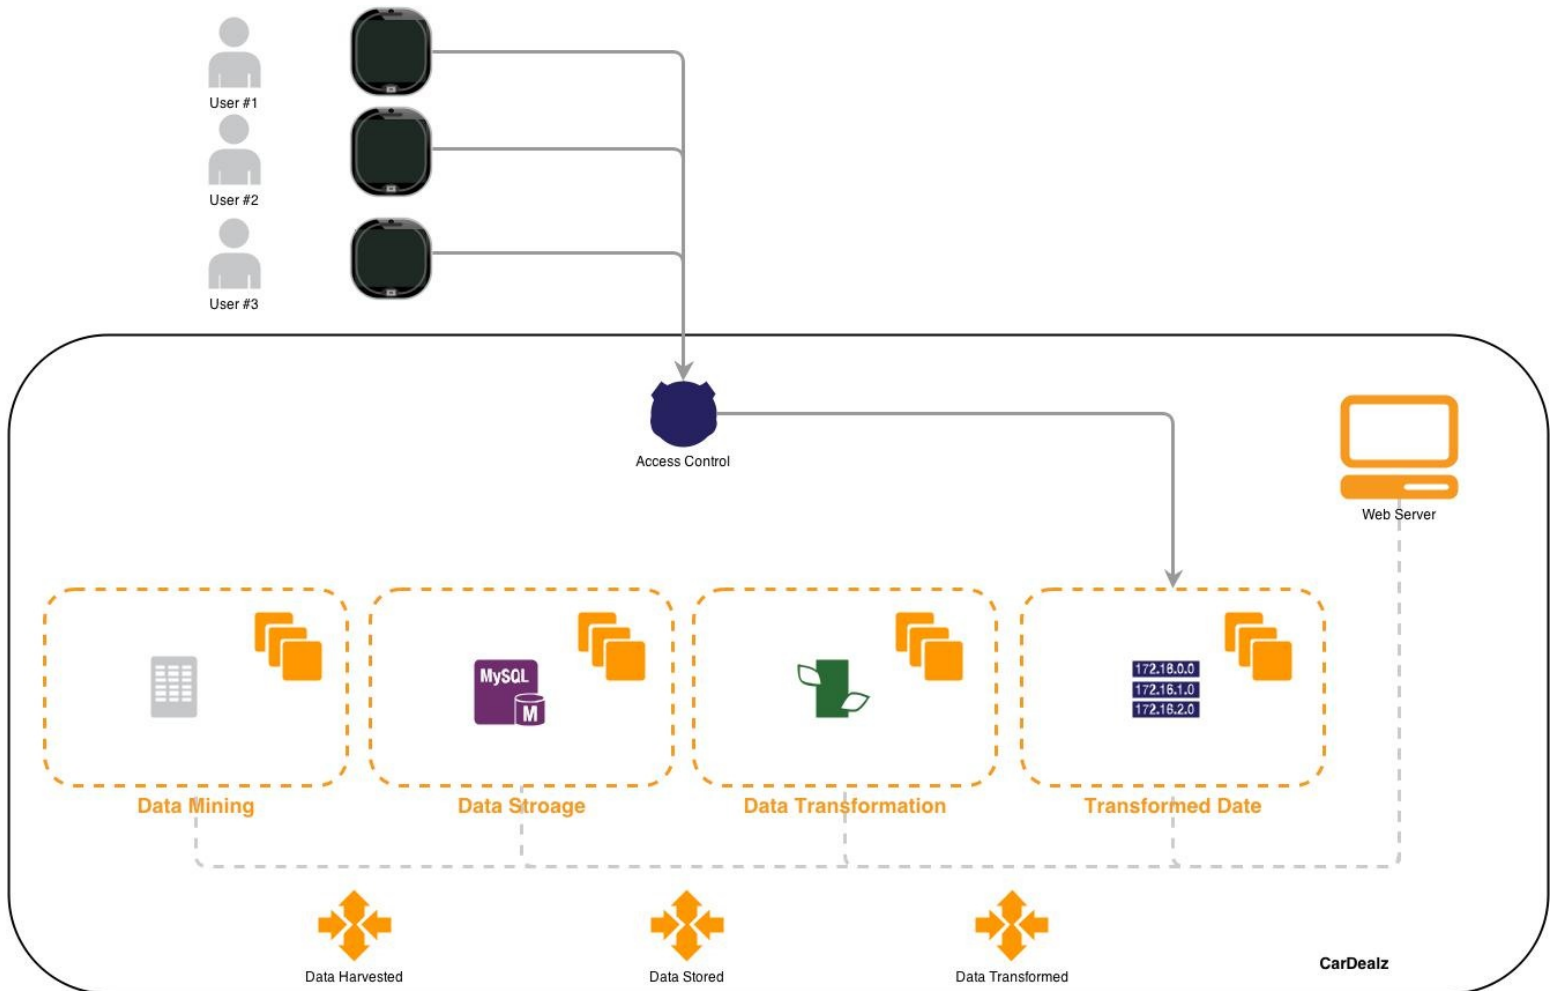 User #1
User #2
User #3
Access Control
Web Server
172.16.0.0
172.16.1.0
172.16.2.0
MySQL
M
Data Mining
Data Stroage
Data Transformation
Transformed Date
Data Harvested
Data Stored
Data Transformed
CarDealz